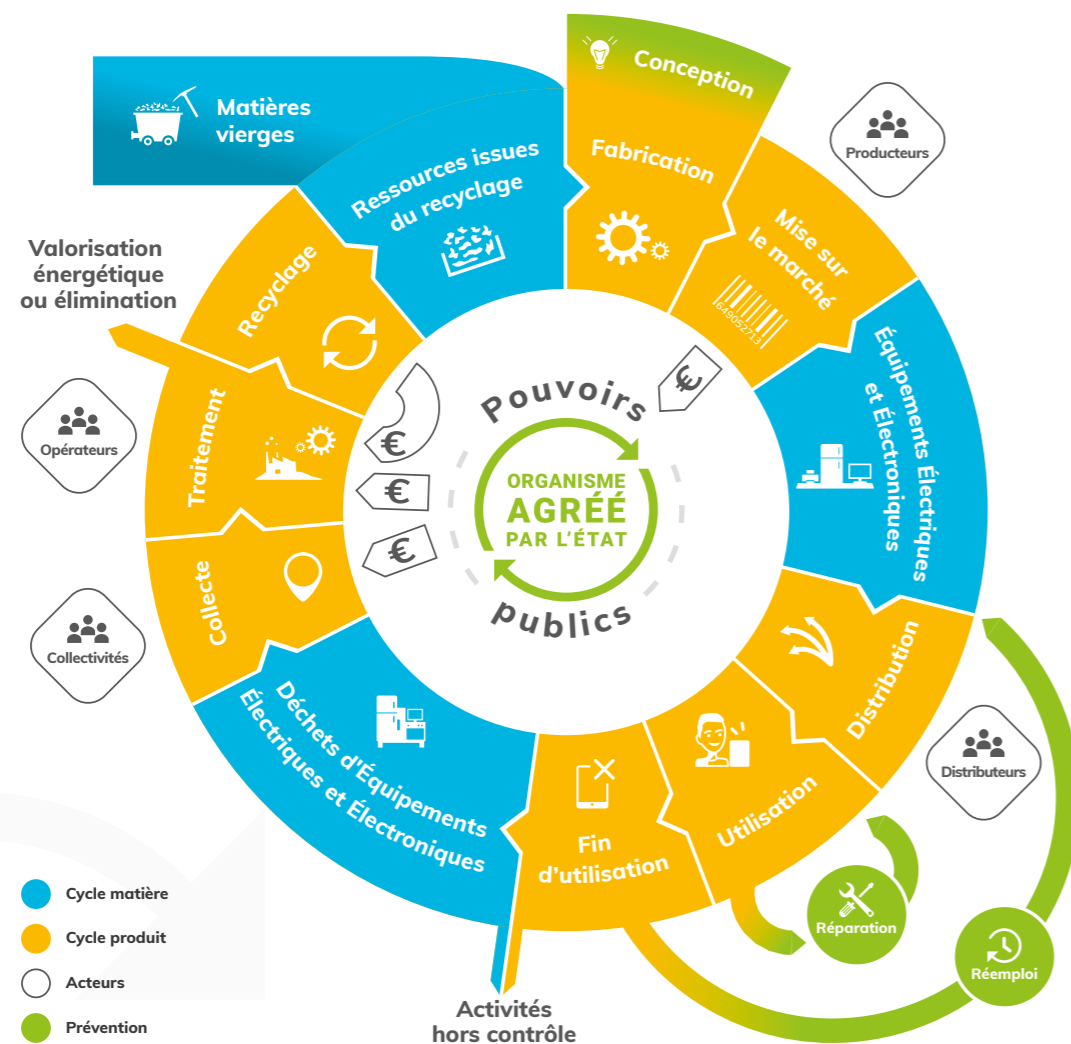 Conception
Matières
vierges
Ressources issues
du recyclage
Fabrication
Producteurs
Mise sur
le marché
649052713
Valorisation
énergétique
ou élimination
Recyclage
Équipements Électriques
et Électroniques
Pouvoirs
€
€
€
€
ORGANISME
AGRÉÉ
PAR L'ÉTAT
publics
Opérateurs
Traitement
Collecte
Collectivités
Déchets d'Équipements
Électriques et Électroniques
Distribution
Distributeurs
Utilisation
Fin
d'utilisation
Réparation
Réemploi
Activités
hors contrôle
Cycle matière
Cycle produit
Acteurs
Prévention